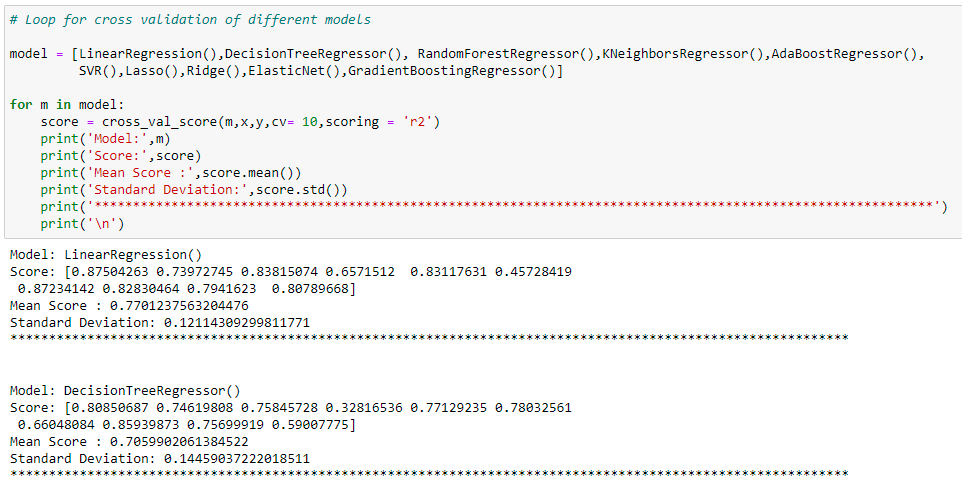 # Loop for cross validation of different models
model = [LinearRegression(),DecisionTreeRegressor(), RandomForestRegressor(),KNeighborsRegressor(),AdaBoostRegressor(),
SVR(),Lasso(),Ridge(),ElasticNet(),GradientBoostingRegressor()]
for m in model:
score = cross_val_score(m,x,y,cv= 10,scoring = 'r2')
print('Model:',m)
print('Score:',score)
print('Mean Score :',score.mean())
print('Standard Deviation:',score.std())
print('**************************************************************************************************************')
print('\n')
Model: LinearRegression()
Score: [0.87504263 0.73972745 0.83815074 0.6571512  0.83117631 0.45728419
0.87234142 0.82830464 0.7941623  0.80789668]
Mean Score : 0.7701237563204476
Standard Deviation: 0.12114309299811771
**************************************************************************************************************
Model: DecisionTreeRegressor()
Score: [0.80850687 0.74619808 0.75845728 0.32816536 0.77129235 0.78032561
0.66048084 0.85939873 0.75699919 0.59007775]
Mean Score : 0.7059902061384522
Standard Deviation: 0.14459037222018511
**************************************************************************************************************